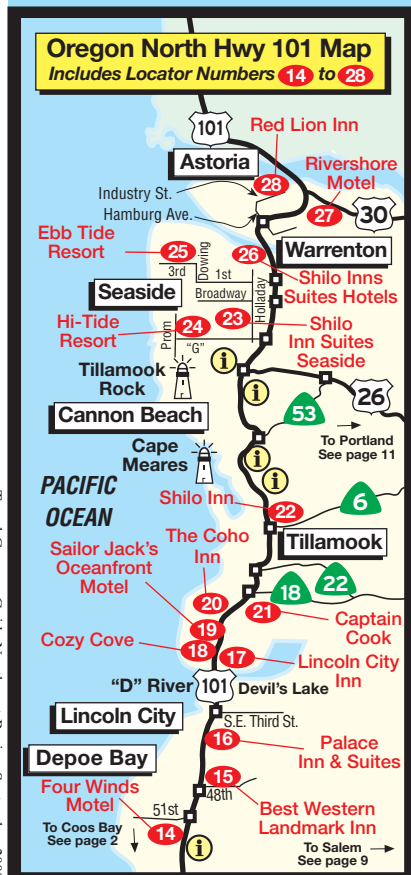 Oregon North Hwy 101 Map
Includes Locator Numbers 14 to 28
101
Red Lion Inn
Astoria
28
Rivershore
Motel
Industry St.
Hamburg Ave.
27
30
Ebb Tide
Resort
25
Dowing
26
Warrenton
3rd
1st
Shilo Inns
Suites Hotels
Seaside
Broadway
Holladay
Hi-Tide
Resort
24
23
Shilo
Inn Suites
Seaside
Prom
"G"
i
Tillamook
Rock
i
26
53
Cannon Beach
To Portland
See page 11
Cape
Meares
i
i
PACIFIC
OCEAN
Shilo Inn
22
6
Tillamook
The Coho
Inn
Sailor Jack's
Oceanfront
Motel
18
22
20
21
Captain
Cook
19
Cozy Cove
18
17
Lincoln City
Inn
"D" River
101
Devil's Lake
Lincoln City
S.E. Third St.
16
Palace
Inn & Suites
Depoe Bay
15
48th
Four Winds
Motel
51st
Best Western
Landmark Inn
14
To Coos Bay
See page 2
i
To Salem
See page 9